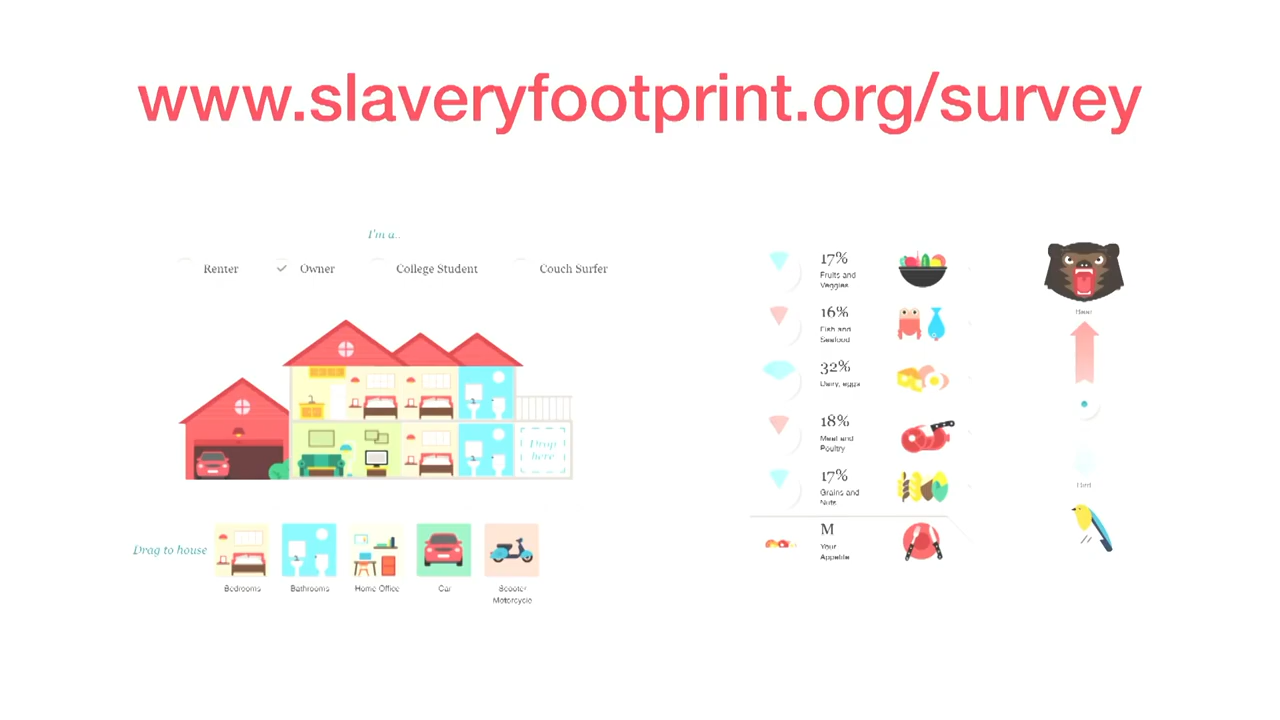 www.slaveryfootprint.org/survey
I'm a..
Renter
Owner
College Student
Couch Surfer
Drop
here
Drag to house
Bedrooms
Bathrooms
Home Office
Car
Scooter
Motorcycle
17%
Fruits and
Veggies
16%
Fish and
Seafood
32%
Dairy, eggs
18%
Meat and
Poultry
17%
Grains and
Nuts
M
Your
Appetite
Bear
Bird